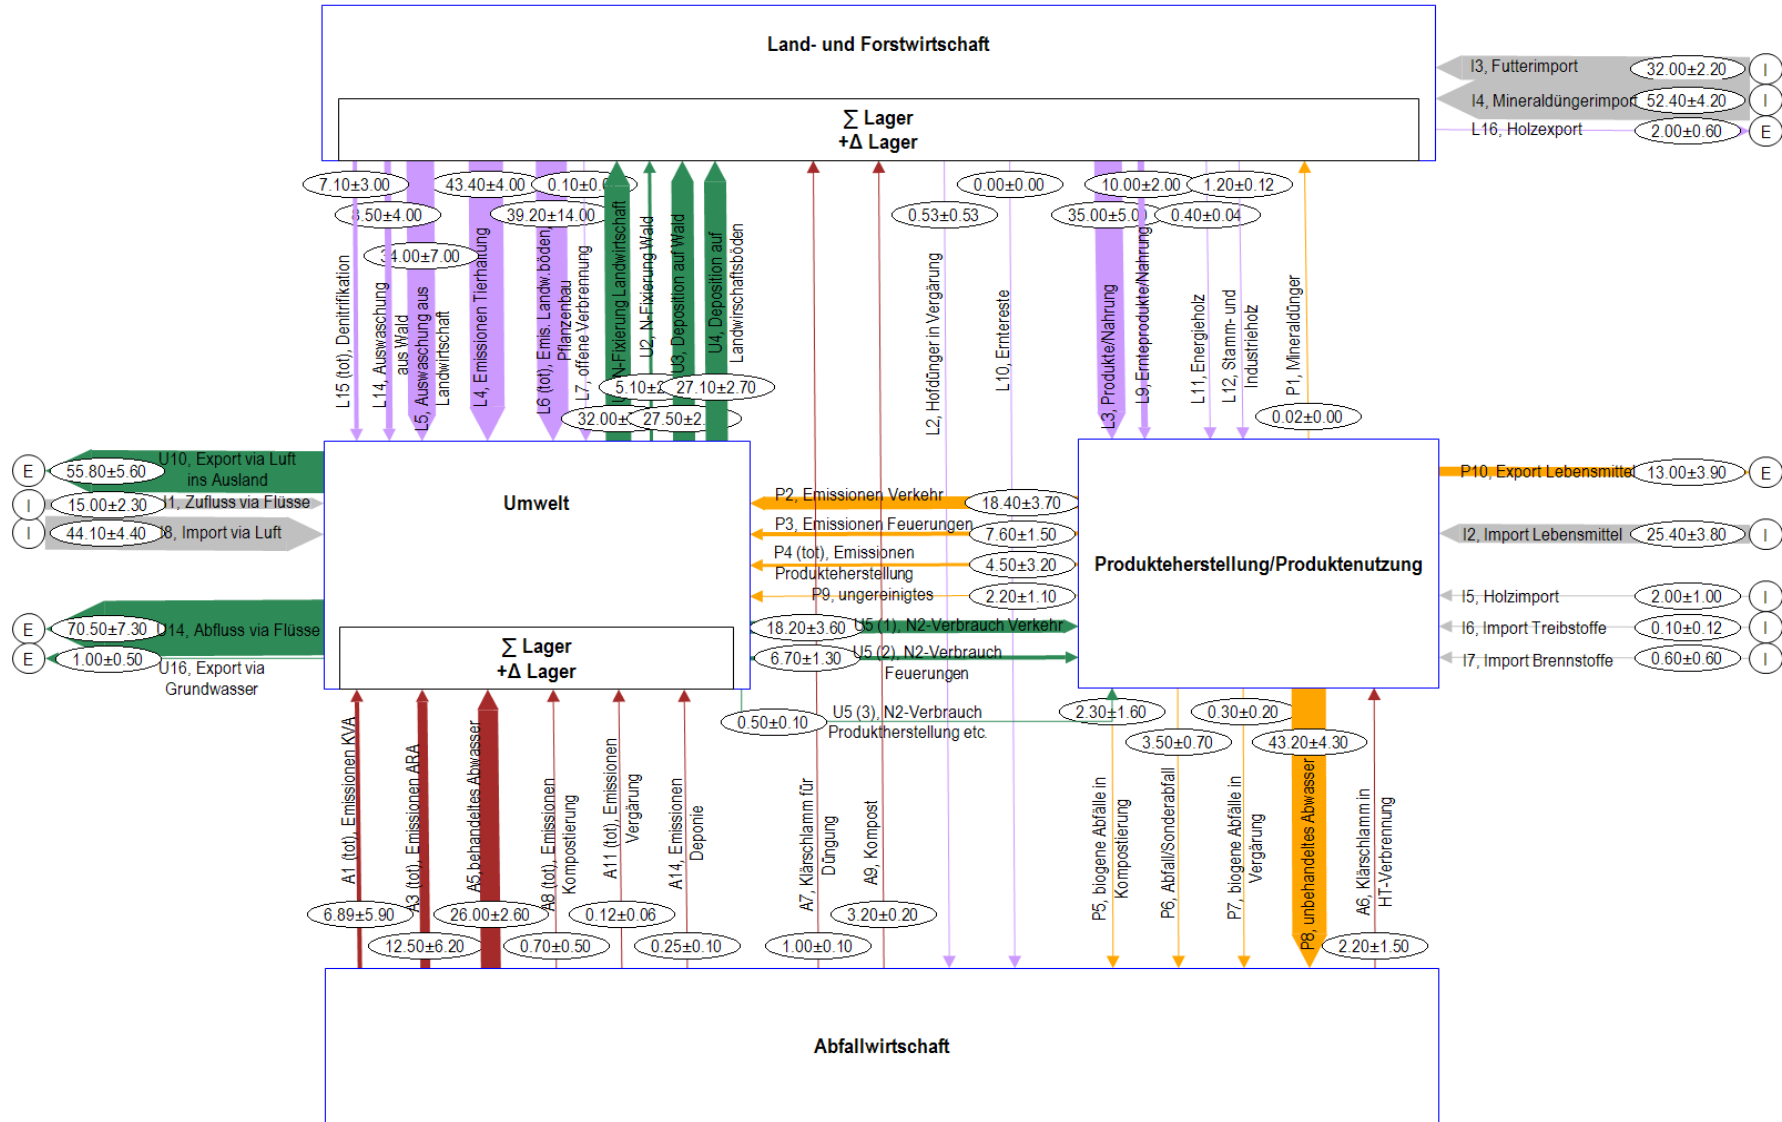 Land- und Forstwirtschaft
∑ Lager
+Δ Lager
I3, Futterimport
32.00±2.20
I
I4, Mineraldüngerimport
52.40±4.20
I
L16, Holzexport
2.00±0.60
E
7.10±3.00
8.50±4.00
34.00±7.00
43.40±4.00
39.20±14.00
0.53±0.53
0.00±0.00
35.00±5.00
10.00±2.00
0.40±0.04
1.20±0.12
L15 (tot), Denitrifikation
L14, Auswaschung
aus Wald
L5, Auswaschung aus
Landwirtschaft
L4, Emissionen Tierhaltung
L6 (tot), Emis. Landw.böden,
Pflanzenbau
L7, offene Verbrennung
N-Fixierung Landwirtschaft
U2, N-Fixierung Wald
U3, Deposition auf Wald
U4, Deposition auf
Landwirschaftsböden
27.10±2.70
L2, Hofdünger in Vergärung
L10, Erntereste
L3, Produkte/Nahrung
L9, Ernteprodukte/Nahrung
L11, Energieholz
L12, Stamm- und
Industrieholz
P1, Mineraldünger
0.02±0.00
E
55.80±5.60
U10, Export via Luft
ins Ausland
I
15.00±2.30
I1, Zufluss via Flüsse
I
44.10±4.40
I8, Import via Luft
E
70.50±7.30
U14, Abfluss via Flüsse
E
1.00±0.50
U16, Export via
Grundwasser
Umwelt
∑ Lager
+Δ Lager
P2, Emissionen Verkehr
18.40±3.70
P3, Emissionen Feuerungen
7.60±1.50
P4 (tot), Emissionen
Produkteherstellung
4.50±3.20
P9, ungereinigtes
2.20±1.10
18.20±3.60
U5 (1), N2-Verbrauch Verkehr
6.70±1.30
U5 (2), N2-Verbrauch
Feuerungen
0.50±0.10
U5 (3), N2-Verbrauch
Produktherstellung etc.
Produkteherstellung/Produktenutzung
P10, Export Lebensmittel
13.00±3.90
E
I2, Import Lebensmittel
25.40±3.80
I
I5, Holzimport
2.00±1.00
I
I6, Import Treibstoffe
0.10±0.12
I
I7, Import Brennstoffe
0.60±0.60
I
2.30±1.60
3.50±0.70
0.30±0.20
43.20±4.30
A1 (tot), Emissionen KVA
A3 (tot), Emissionen ARA
A5,behandeltes Abwasser
A8 (tot), Emissionen
Kompostierung
A11 (tot), Emissionen
Vergärung
A14, Emissionen
Deponie
A7, Klärschlamm für
Düngung
A9, Kompost
P5, biogene Abfälle in
Kompostierung
P6, Abfall/Sonderabfall
P7, biogene Abfälle in
Vergärung
P8, unbehandeltes Abwasser
A6, Klärschlamm in
HT-Verbrennung
6.89±5.90
12.50±6.20
26.00±2.60
0.70±0.50
0.12±0.06
0.25±0.10
1.00±0.10
3.20±0.20
2.20±1.50
Abfallwirtschaft